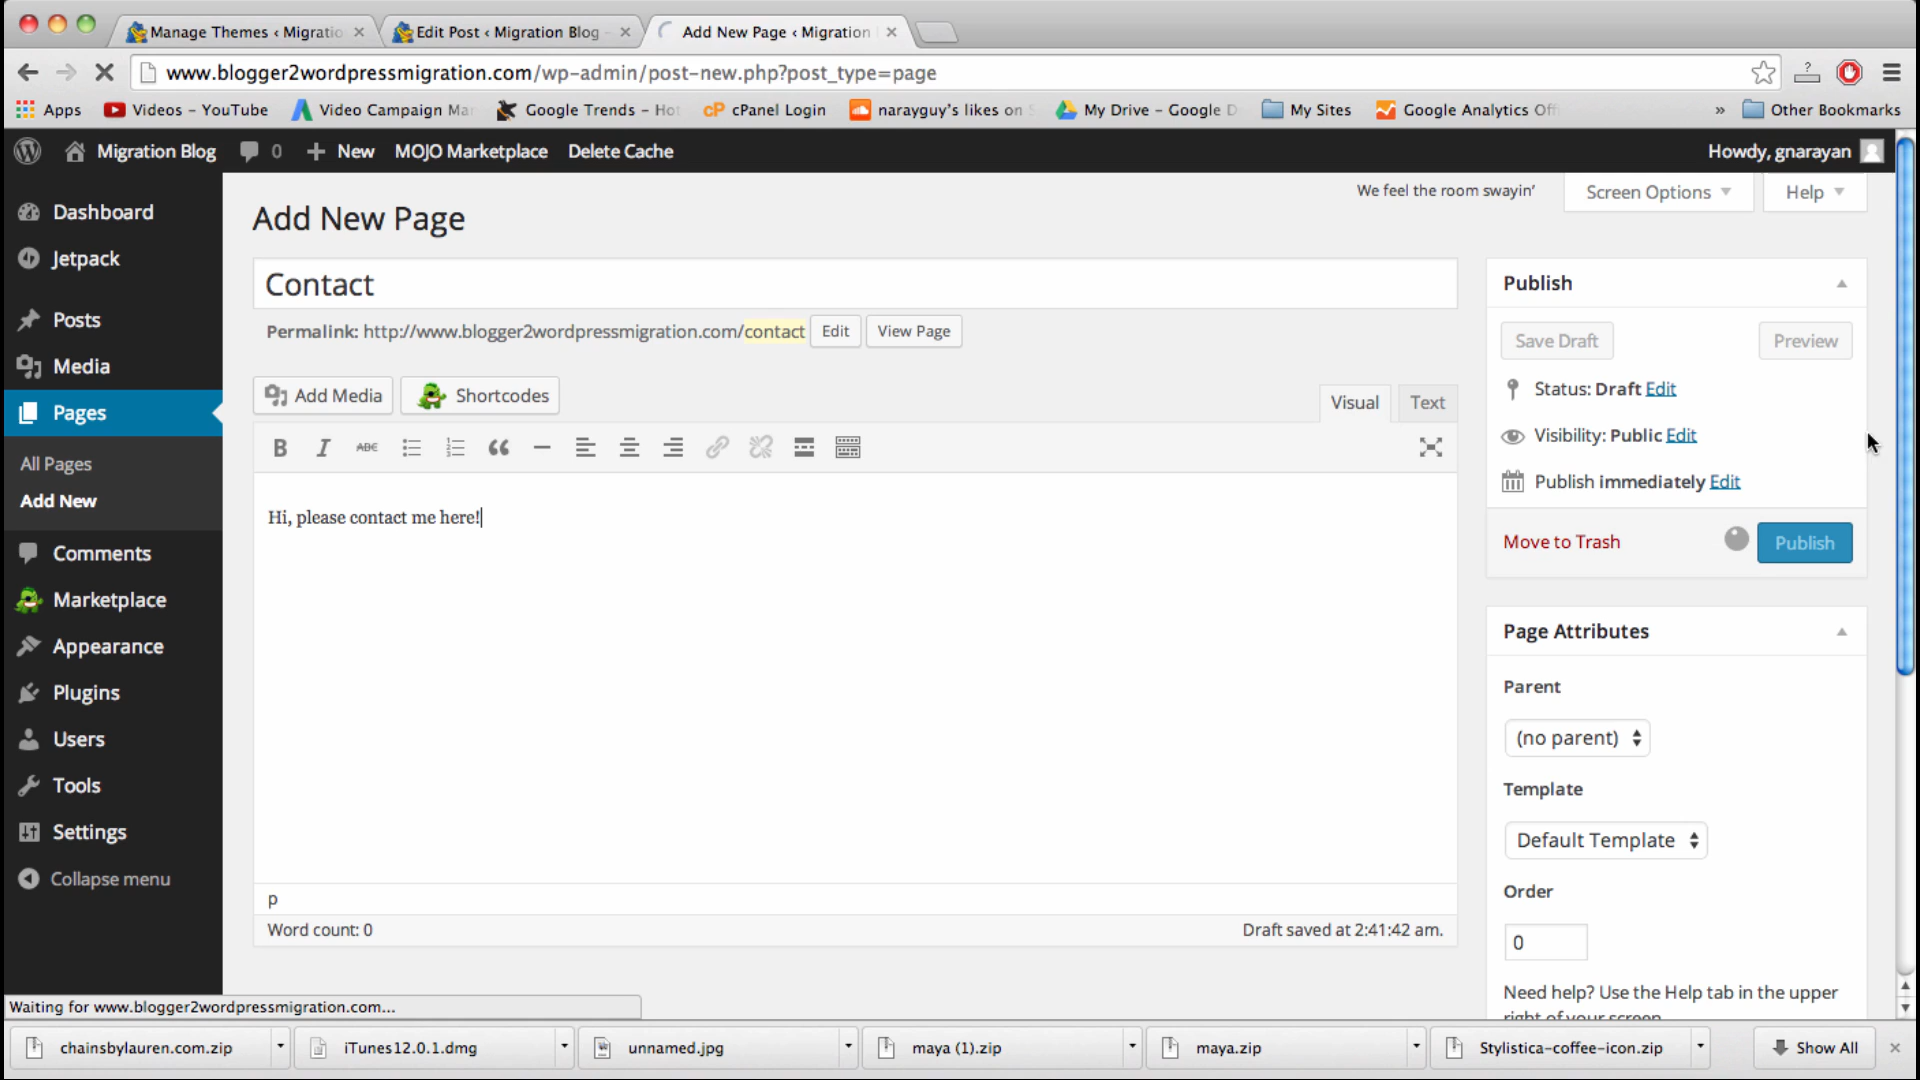 Manage Themes ‹ Migratio
Edit Post ‹ Migration Blog
Add New Page ‹ Migration
www.blogger2wordpressmigration.com/wp-admin/post-new.php?post_type=page
Apps
Videos – YouTube
Video Campaign Ma
Google Trends – Ho
cP cPanel Login
narayguy's likes on
My Drive – Google D
My Sites
Google Analytics Off
» Other Bookmarks
Migration Blog
0
+ New
MOJO Marketplace
Delete Cache
Howdy, gnarayan
Dashboard
Jetpack
Posts
Media
Pages
All Pages
Add New
Comments
Marketplace
Appearance
Plugins
Users
Tools
Settings
Collapse menu
We feel the room swayin'
Screen Options
Help
Add New Page
Contact
Permalink: http://www.blogger2wordpressmigration.com/contact Edit View Page
Add Media
Shortcodes
Visual
Text
B I ABC
Hi, please contact me here!
p
Word count: 0
Draft saved at 2:41:42 am.
Publish
Save Draft
Preview
Status: Draft Edit
Visibility: Public Edit
Publish immediately Edit
Move to Trash
Publish
Page Attributes
Parent
(no parent)
Template
Default Template
Order
0
Need help? Use the Help tab in the upper
right of your screen
Waiting for www.blogger2wordpressmigration.com...
chainsbylauren.com.zip
iTunes12.0.1.dmg
unnamed.jpg
maya (1).zip
maya.zip
Stylistica-coffee-icon.zip
Show All